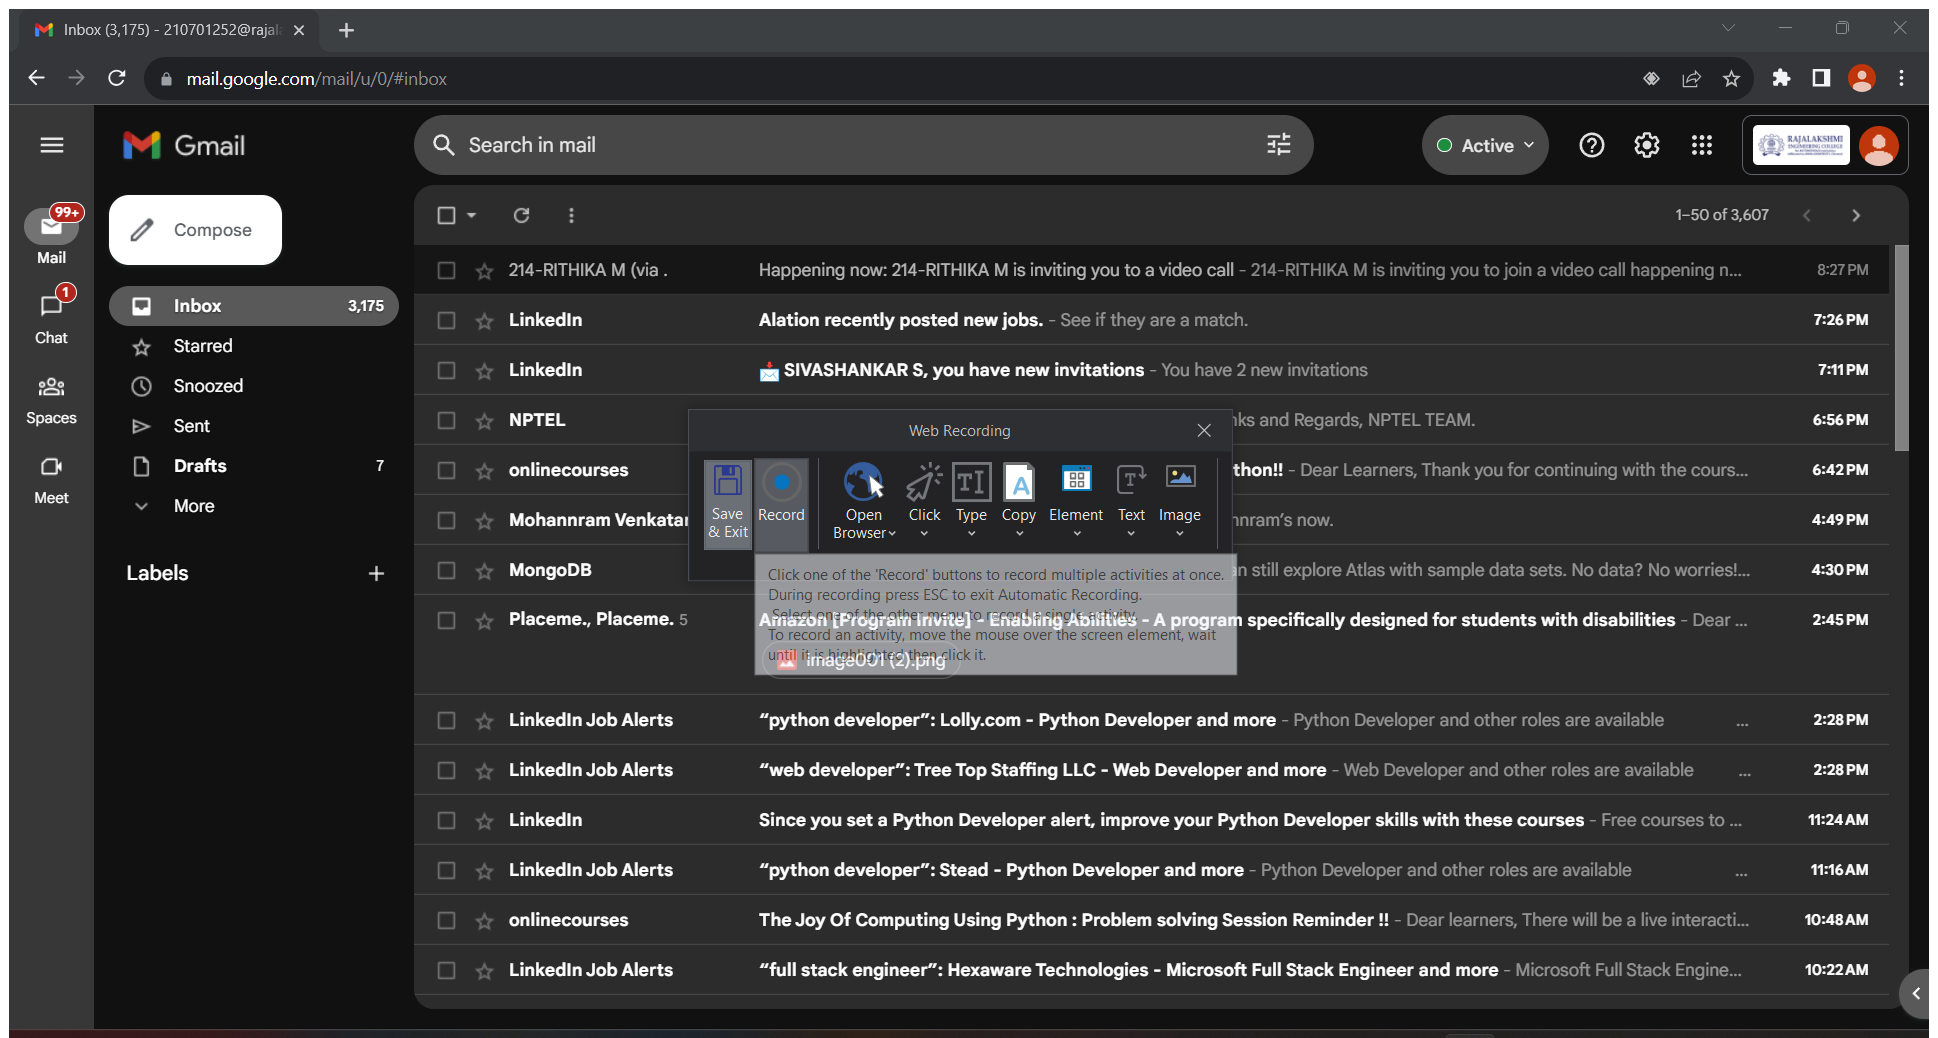 Inbox (3,175) - 210701252@rajal
mail.google.com/mail/u/0/#inbox
Gmail
Search in mail
Active
RAJALAKSHMI
ENGINEERING COLLEGE
99+
Mail
1
Chat
Spaces
Meet
Compose
Inbox 3,175
Starred
Snoozed
Sent
Drafts 7
More
Labels
1–50 of 3,607
214-RITHIKA M (via . Happening now: 214-RITHIKA M is inviting you to a video call - 214-RITHIKA M is inviting you to join a video call happening n... 8:27 PM
LinkedIn Alation recently posted new jobs. - See if they are a match. 7:26 PM
LinkedIn 📩 SIVASHANKAR S, you have new invitations - You have 2 new invitations 7:11 PM
NPTEL nks and Regards, NPTEL TEAM. 6:56 PM
onlinecourses thon!! - Dear Learners, Thank you for continuing with the cours... 6:42 PM
Mohannram Venkatar nnram's now. 4:49 PM
MongoDB n still explore Atlas with sample data sets. No data? No worries!... 4:30 PM
Placeme., Placeme. 5 Amazon [Program Invite] - Enabling Abilities - A program specifically designed for students with disabilities - Dear ... 2:45 PM
image001 (2).png
LinkedIn Job Alerts “python developer”: Lolly.com - Python Developer and more - Python Developer and other roles are available ... 2:28 PM
LinkedIn Job Alerts “web developer”: Tree Top Staffing LLC - Web Developer and more - Web Developer and other roles are available ... 2:28 PM
LinkedIn Since you set a Python Developer alert, improve your Python Developer skills with these courses - Free courses to ... 11:24 AM
LinkedIn Job Alerts “python developer”: Stead - Python Developer and more - Python Developer and other roles are available ... 11:16 AM
onlinecourses The Joy Of Computing Using Python : Problem solving Session Reminder !! - Dear learners, There will be a live interacti... 10:48 AM
LinkedIn Job Alerts “full stack engineer”: Hexaware Technologies - Microsoft Full Stack Engineer and more - Microsoft Full Stack Engine... 10:22 AM
Web Recording
Save & Exit
Record
Open Browser
Click
Type
Copy
Element
Text
Image
Click one of the 'Record' buttons to record multiple activities at once.
During recording press ESC to exit Automatic Recording.
Select one of the other menu to record a single activity.
To record an activity, move the mouse over the screen element, wait
until it is highlighted then click it.